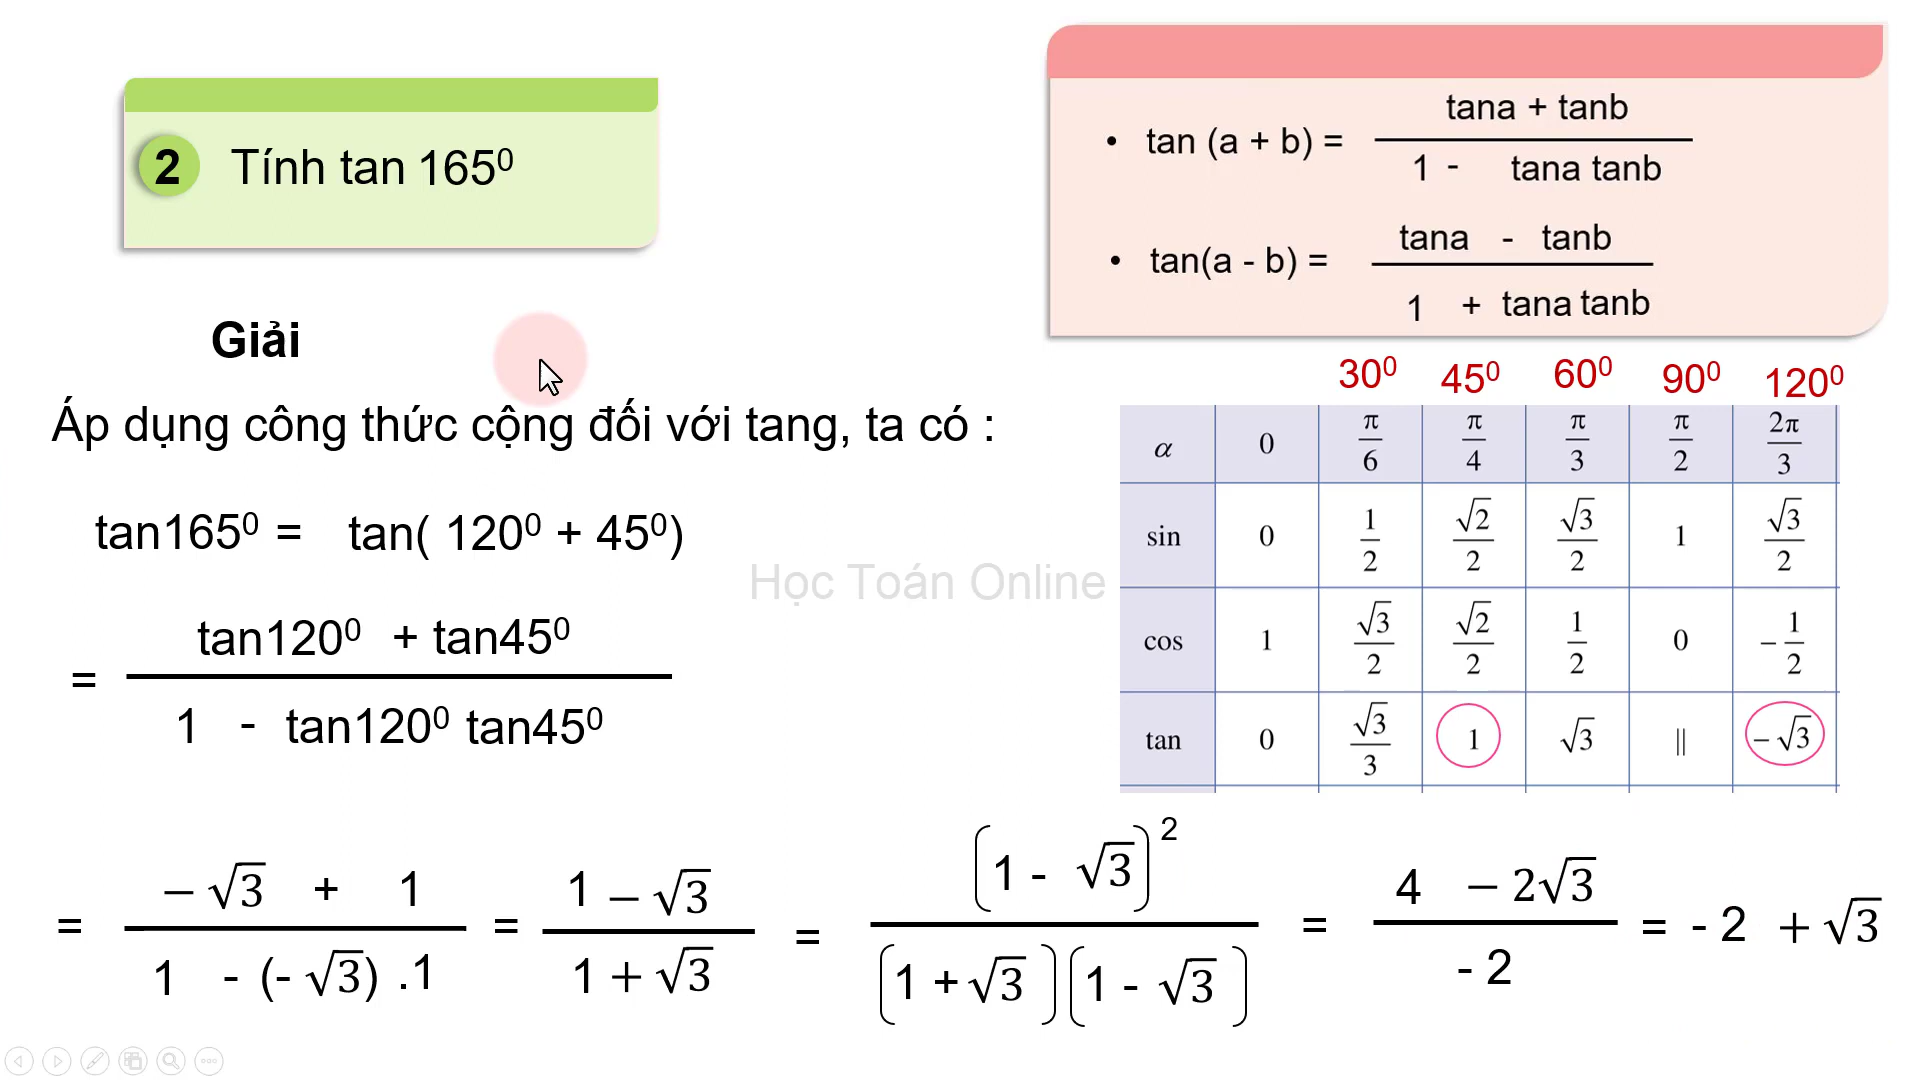 2 Tính tan 165⁰
• tan (a + b) =
tana + tanb
1 - tana tanb
• tan(a - b) =
tana - tanb
1 + tana tanb
Giải
Áp dụng công thức cộng đối với tang, ta có :
tan165⁰ = tan( 120⁰ + 45⁰)
=
tan120⁰ + tan45⁰
1 - tan120⁰ tan45⁰
30⁰ 45⁰ 60⁰ 90⁰ 120⁰
α 0 π/6 π/4 π/3 π/2 2π/3
sin 0 1/2 √2/2 √3/2 1 √3/2
cos 1 √3/2 √2/2 1/2 0 −1/2
tan 0 √3/3 1 √3 || −√3
Học Toán Online
=
−√3 + 1
1 - (- √3) .1
=
1 − √3
1 + √3
=
(1 - √3)²
(1 + √3)(1 - √3)
=
4 − 2√3
- 2
= - 2 + √3